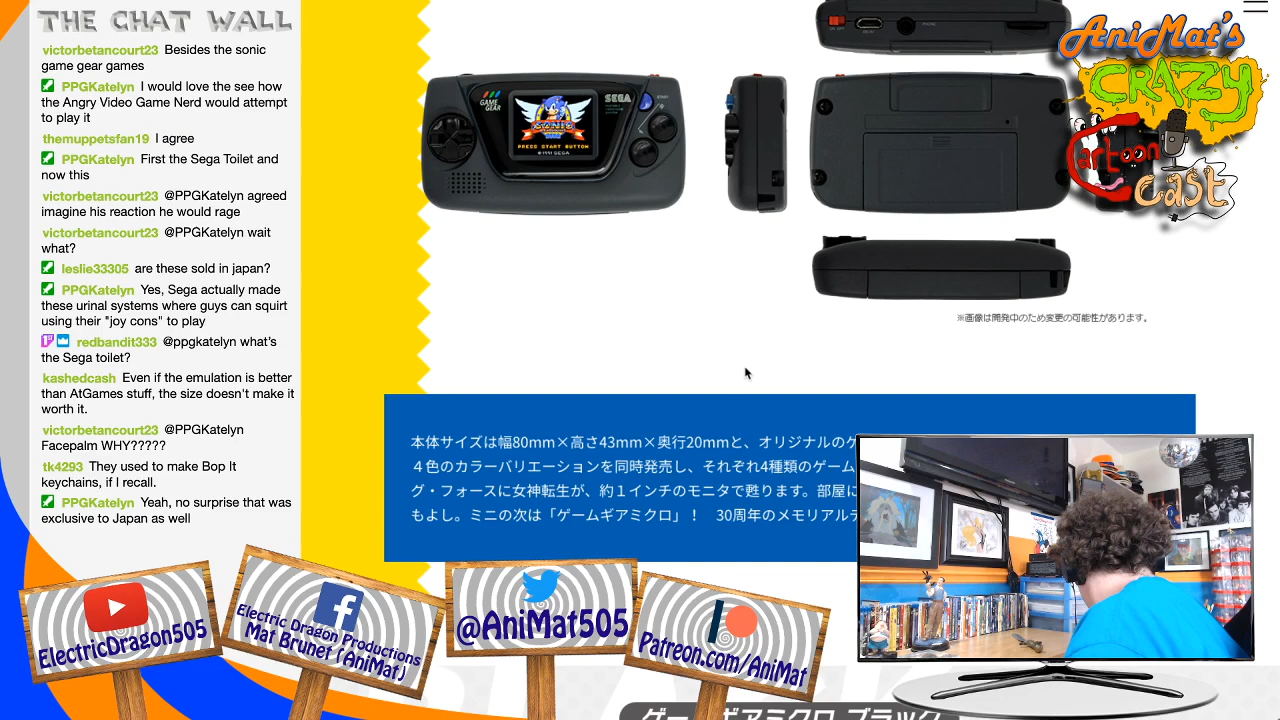 THE CHAT WALL
victorbetancourt23 Besides the sonic
game gear games
PPGKatelyn I would love the see how
the Angry Video Game Nerd would attempt
to play it
themuppetsfan19 I agree
PPGKatelyn First the Sega Toilet and
now this
victorbetancourt23 @PPGKatelyn agreed
imagine his reaction he would rage
victorbetancourt23 @PPGKatelyn wait
what?
leslie33305 are these sold in japan?
PPGKatelyn Yes, Sega actually made
these urinal systems where guys can squirt
using their "joy cons" to play
redbandit333 @ppgkatelyn what's
the Sega toilet?
kashedcash Even if the emulation is better
than AtGames stuff, the size doesn't make it
worth it.
victorbetancourt23 @PPGKatelyn
Facepalm WHY?????
tk4293 They used to make Bop It
keychains, if I recall.
PPGKatelyn Yeah, no surprise that was
exclusive to Japan as well
GAME
GEAR
SEGA
START
SONIC
PRESS START BUTTON
© 1991 SEGA
PHONE
AniMat's
CRAZY
Cartoon
Cast
※画像は開発中のため変更の可能性があります。
本体サイズは幅80mm×高さ43mm×奥行20mmと、オリジナルの
４色のカラーバリエーションを同時発売し、それぞれ4種類のゲーム
グ・フォースに女神転生が、約１インチのモニタで甦ります。部屋に
もよし。ミニの次は「ゲームギアミクロ」！　30周年のメモリアル
ElectricDragon505
Electric Dragon Productions
Mat Brunet (AniMat)
@AniMat505
Patreon.com/AniMat
ゲームギアミクロ ブラック